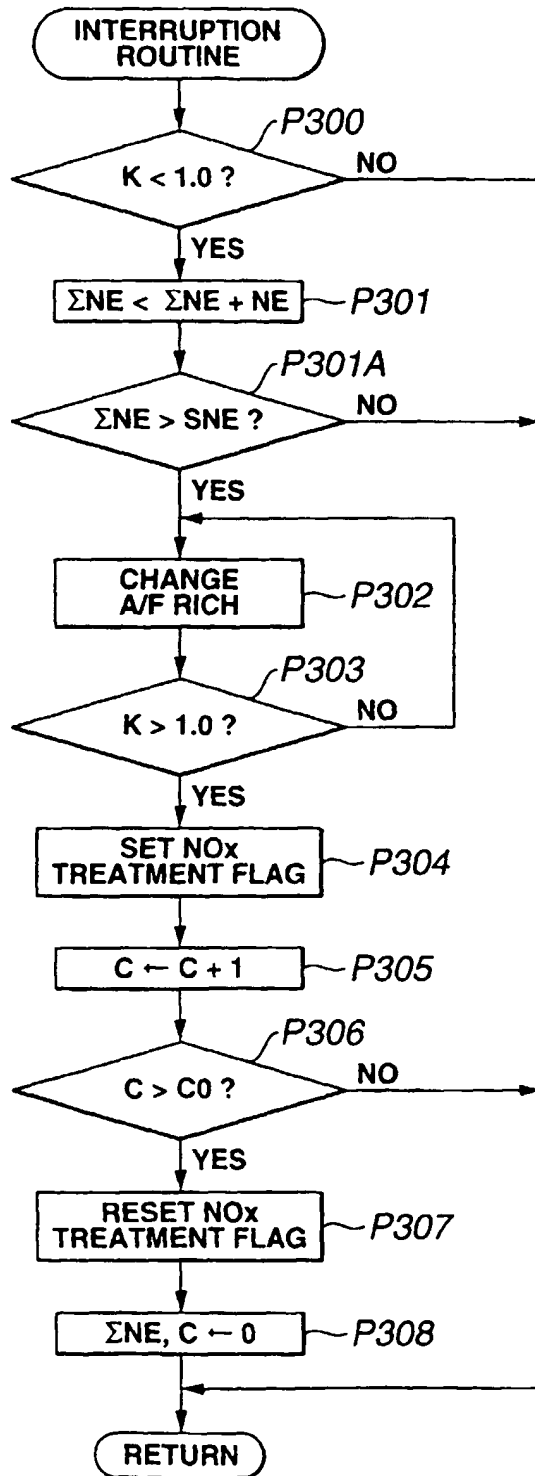 INTERRUPTION
ROUTINE
P300
K < 1.0 ?
NO
YES
ΣNE < ΣNE + NE
P301
P301A
ΣNE > SNE ?
NO
YES
CHANGE
A/F RICH
P302
P303
K > 1.0 ?
NO
YES
SET NOx
TREATMENT FLAG
P304
C ← C + 1
P305
P306
C > C0 ?
NO
YES
RESET NOx
TREATMENT FLAG
P307
ΣNE, C ← 0
P308
RETURN